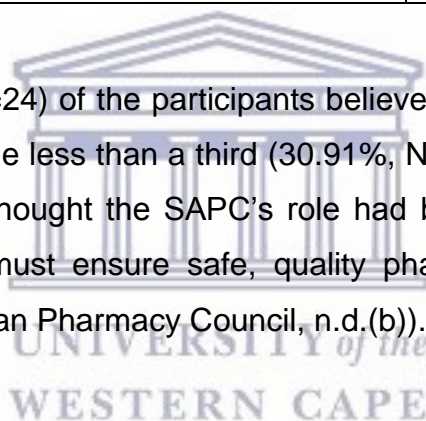 =24) of the participants believe
e less than a third (30.91%, N
hought the SAPC's role had b
must ensure safe, quality pha
an Pharmacy Council, n.d.(b)).
UNIVERSITY of the
WESTERN CAPE